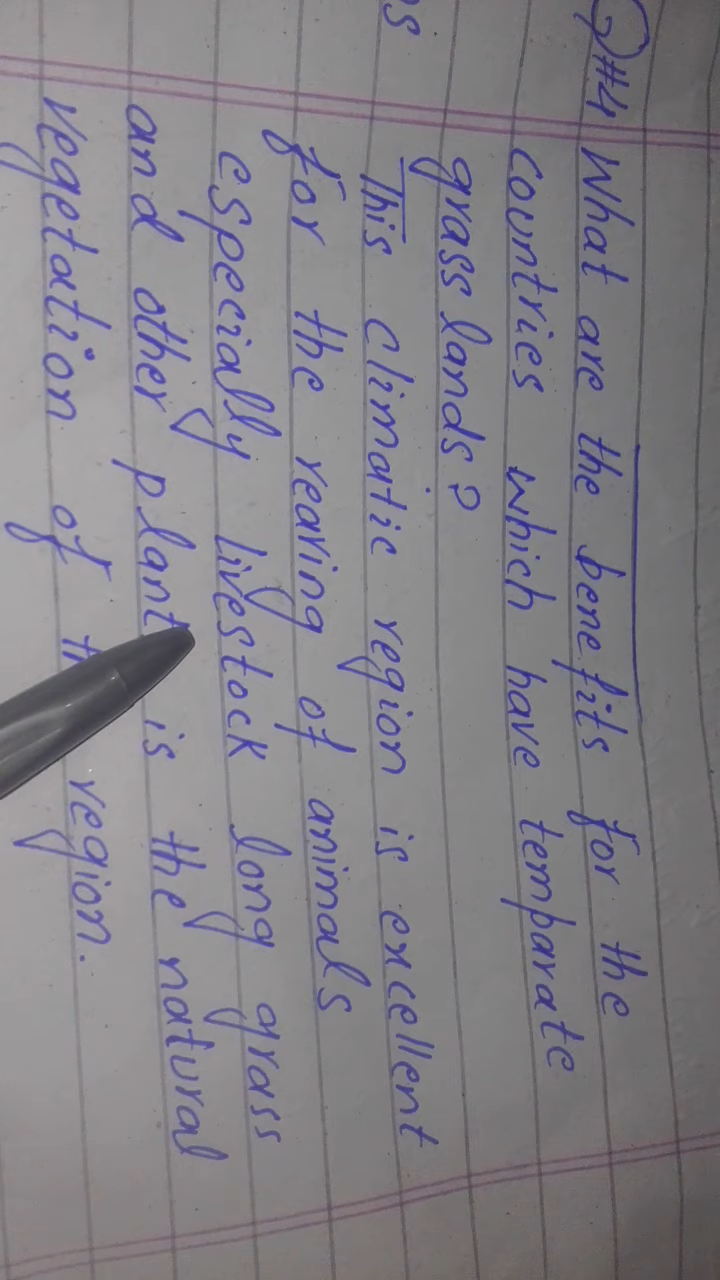 Q#4 What are the benefits for the
countries which have temparate
grass lands?
This climatic region is excellent
for the rearing of animals
especially livestock long grass
and other plant is the natural
vegetation of region.